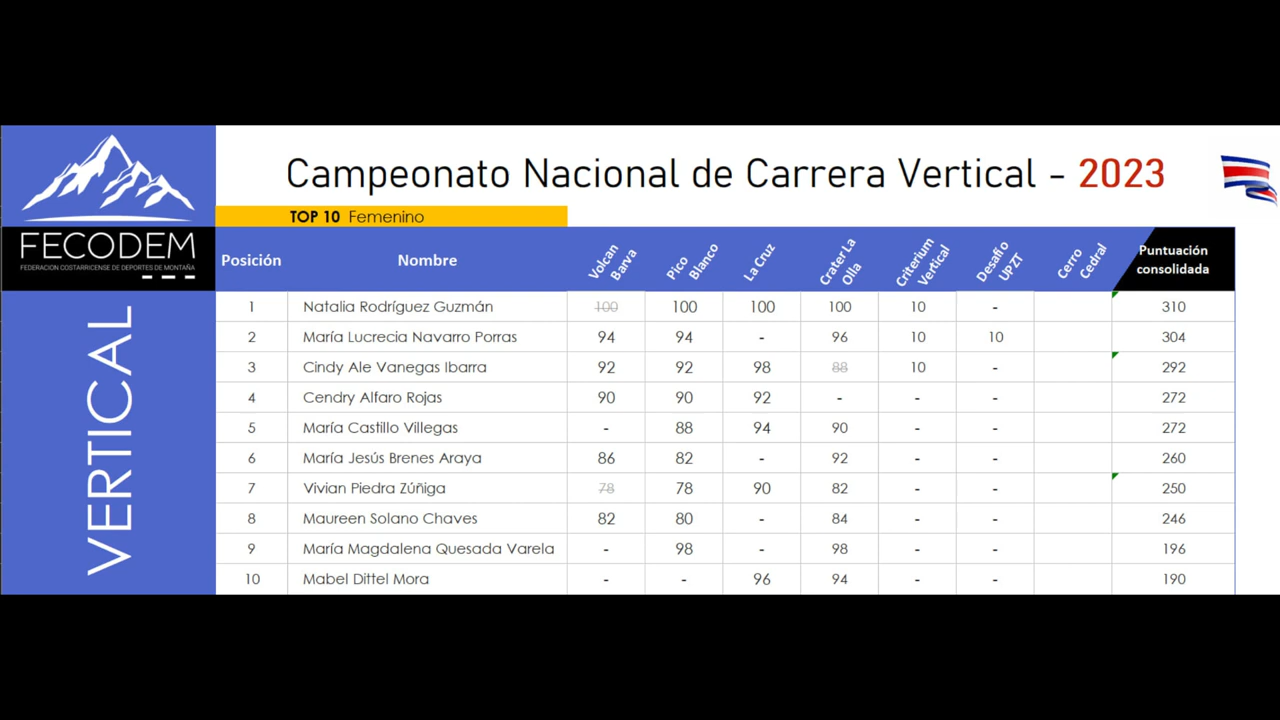 Campeonato Nacional de Carrera Vertical - 2023
TOP 10 Femenino
FECODEM
FEDERACION COSTARRICENSE DE DEPORTES DE MONTAÑA
VERTICAL
Posición Nombre Volcan Barva Pico Blanco La Cruz Crater La Olla Criterium Vertical Desafío UPZT Cerro Cedral Puntuación consolidada
1 Natalia Rodríguez Guzmán 100 100 100 100 10 - 310
2 María Lucrecia Navarro Porras 94 94 - 96 10 10 304
3 Cindy Ale Vanegas Ibarra 92 92 98 88 10 - 292
4 Cendry Alfaro Rojas 90 90 92 - - - 272
5 María Castillo Villegas - 88 94 90 - - 272
6 María Jesús Brenes Araya 86 82 - 92 - - 260
7 Vivian Piedra Zúñiga 78 78 90 82 - - 250
8 Maureen Solano Chaves 82 80 - 84 - - 246
9 María Magdalena Quesada Varela - 98 - 98 - - 196
10 Mabel Dittel Mora - - 96 94 - - 190